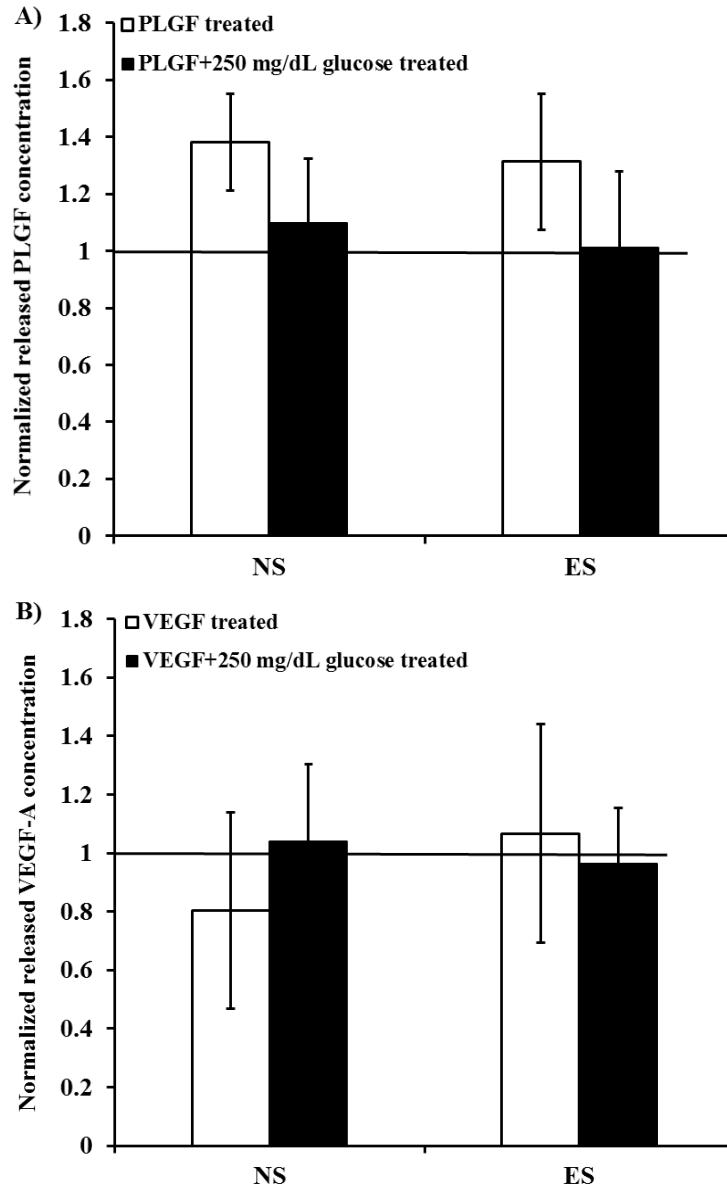 A)
Normalized released PLGF concentration
1.8
1.6
1.4
1.2
1
0.8
0.6
0.4
0.2
0
PLGF treated
PLGF+250 mg/dL glucose treated
NS
ES
B)
Normalized released VEGF-A concentration
1.8
1.6
1.4
1.2
1
0.8
0.6
0.4
0.2
0
VEGF treated
VEGF+250 mg/dL glucose treated
NS
ES